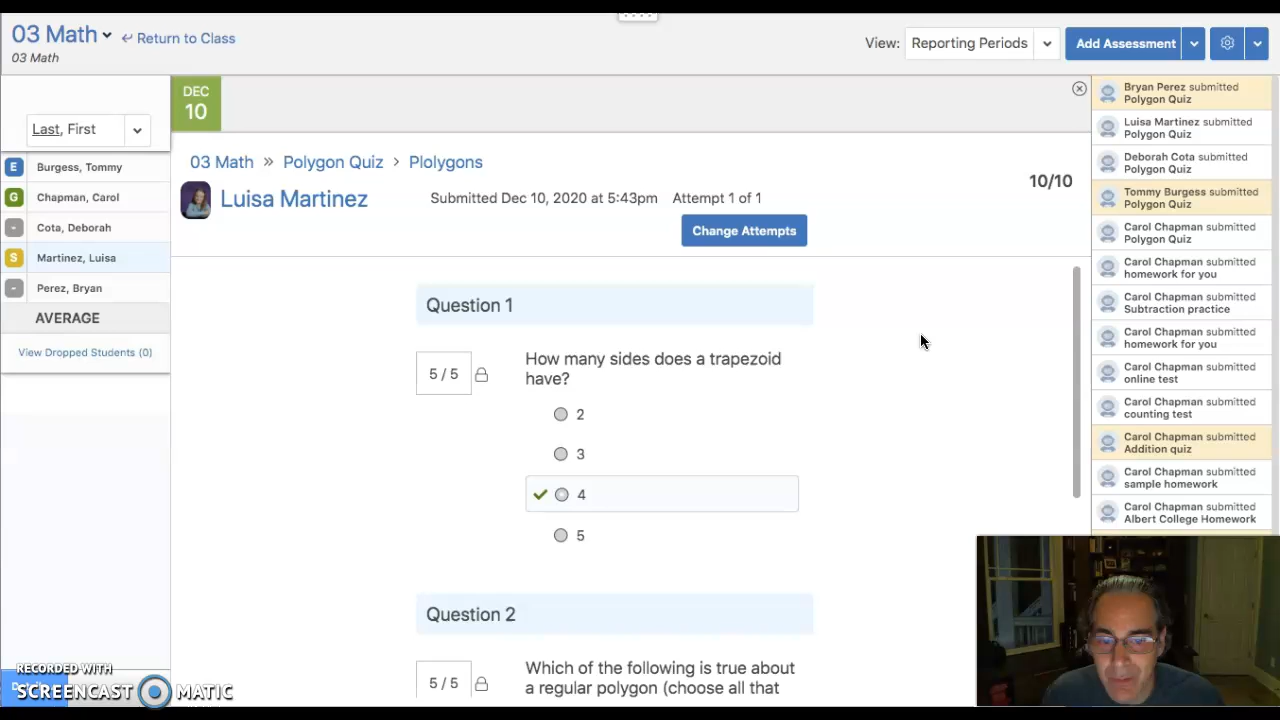 03 Math
Return to Class
03 Math
View:
Reporting Periods
Add Assessment
Last, First
E
Burgess, Tommy
G
Chapman, Carol
-
Cota, Deborah
S
Martinez, Luisa
-
Perez, Bryan
AVERAGE
View Dropped Students (0)
DEC
10
03 Math » Polygon Quiz › Plolygons
Luisa Martinez
Submitted Dec 10, 2020 at 5:43pm
Attempt 1 of 1
10/10
Change Attempts
Question 1
5 / 5
How many sides does a trapezoid
have?
2
3
4
5
Question 2
5 / 5
Which of the following is true about
a regular polygon (choose all that
Bryan Perez submitted
Polygon Quiz
Luisa Martinez submitted
Polygon Quiz
Deborah Cota submitted
Polygon Quiz
Tommy Burgess submitted
Polygon Quiz
Carol Chapman submitted
Polygon Quiz
Carol Chapman submitted
homework for you
Carol Chapman submitted
Subtraction practice
Carol Chapman submitted
homework for you
Carol Chapman submitted
online test
Carol Chapman submitted
counting test
Carol Chapman submitted
Addition quiz
Carol Chapman submitted
sample homework
Carol Chapman submitted
Albert College Homework
RECORDED WITH
SCREENCAST MATIC